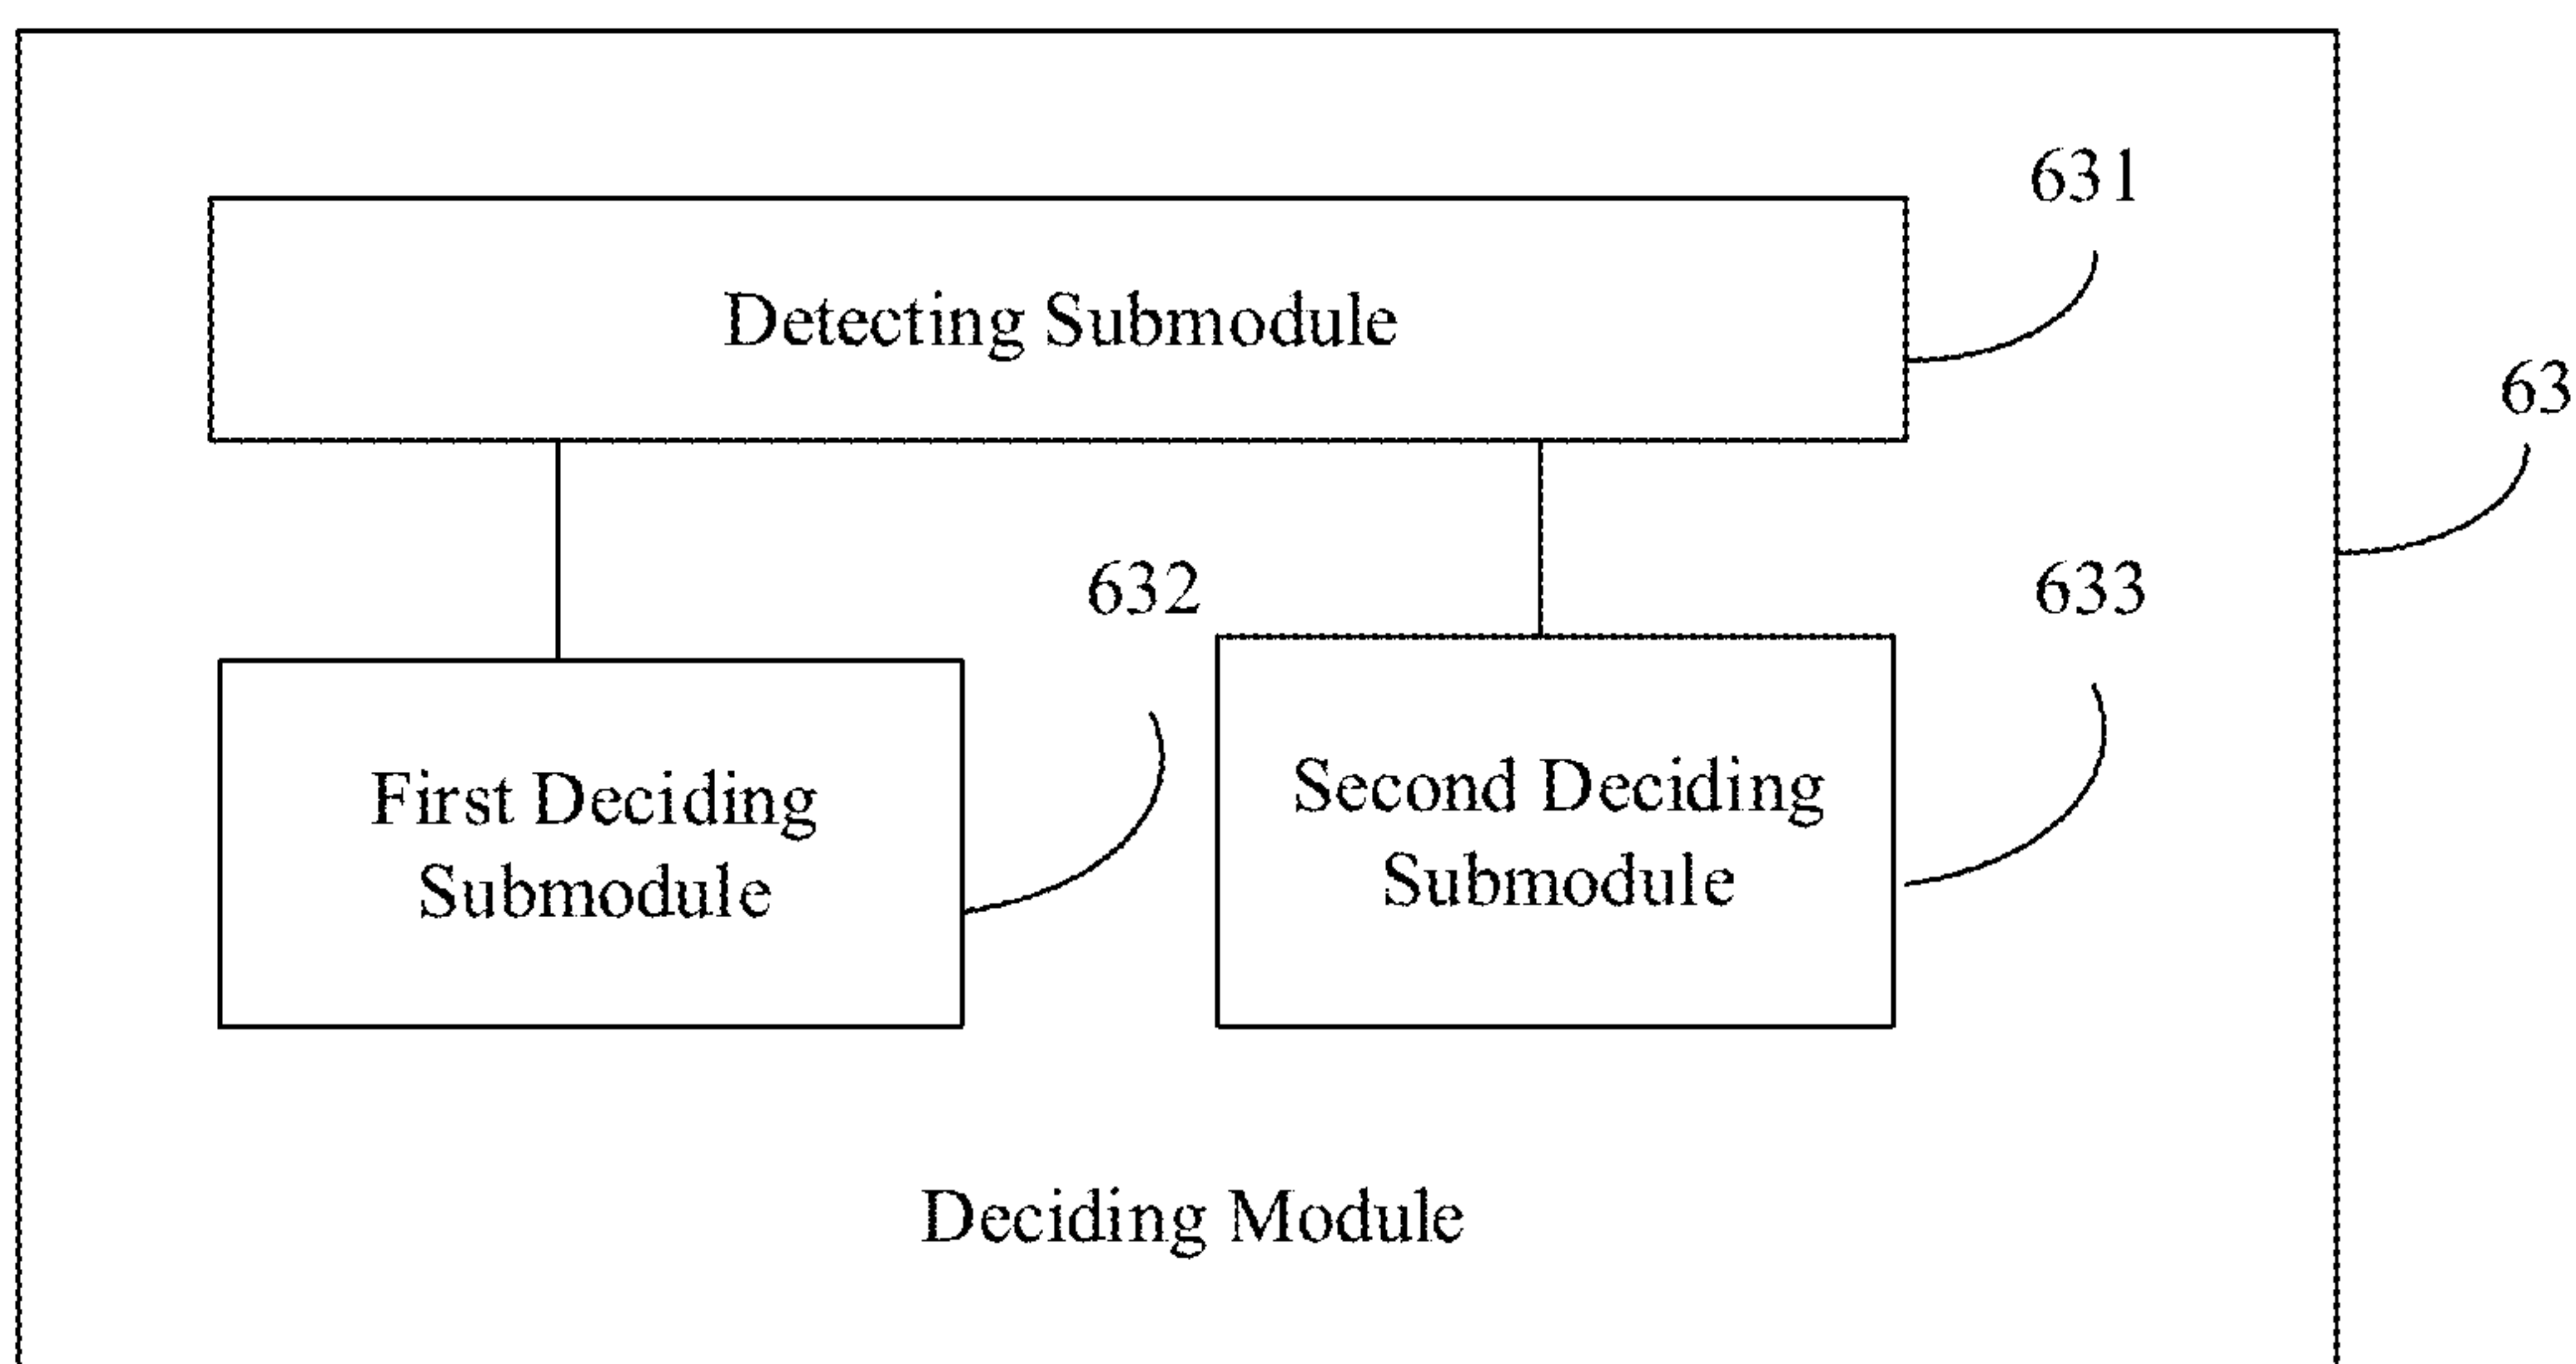 631
Detecting Submodule
63
632
633
First Deciding
Submodule
Second Deciding
Submodule
Deciding Module